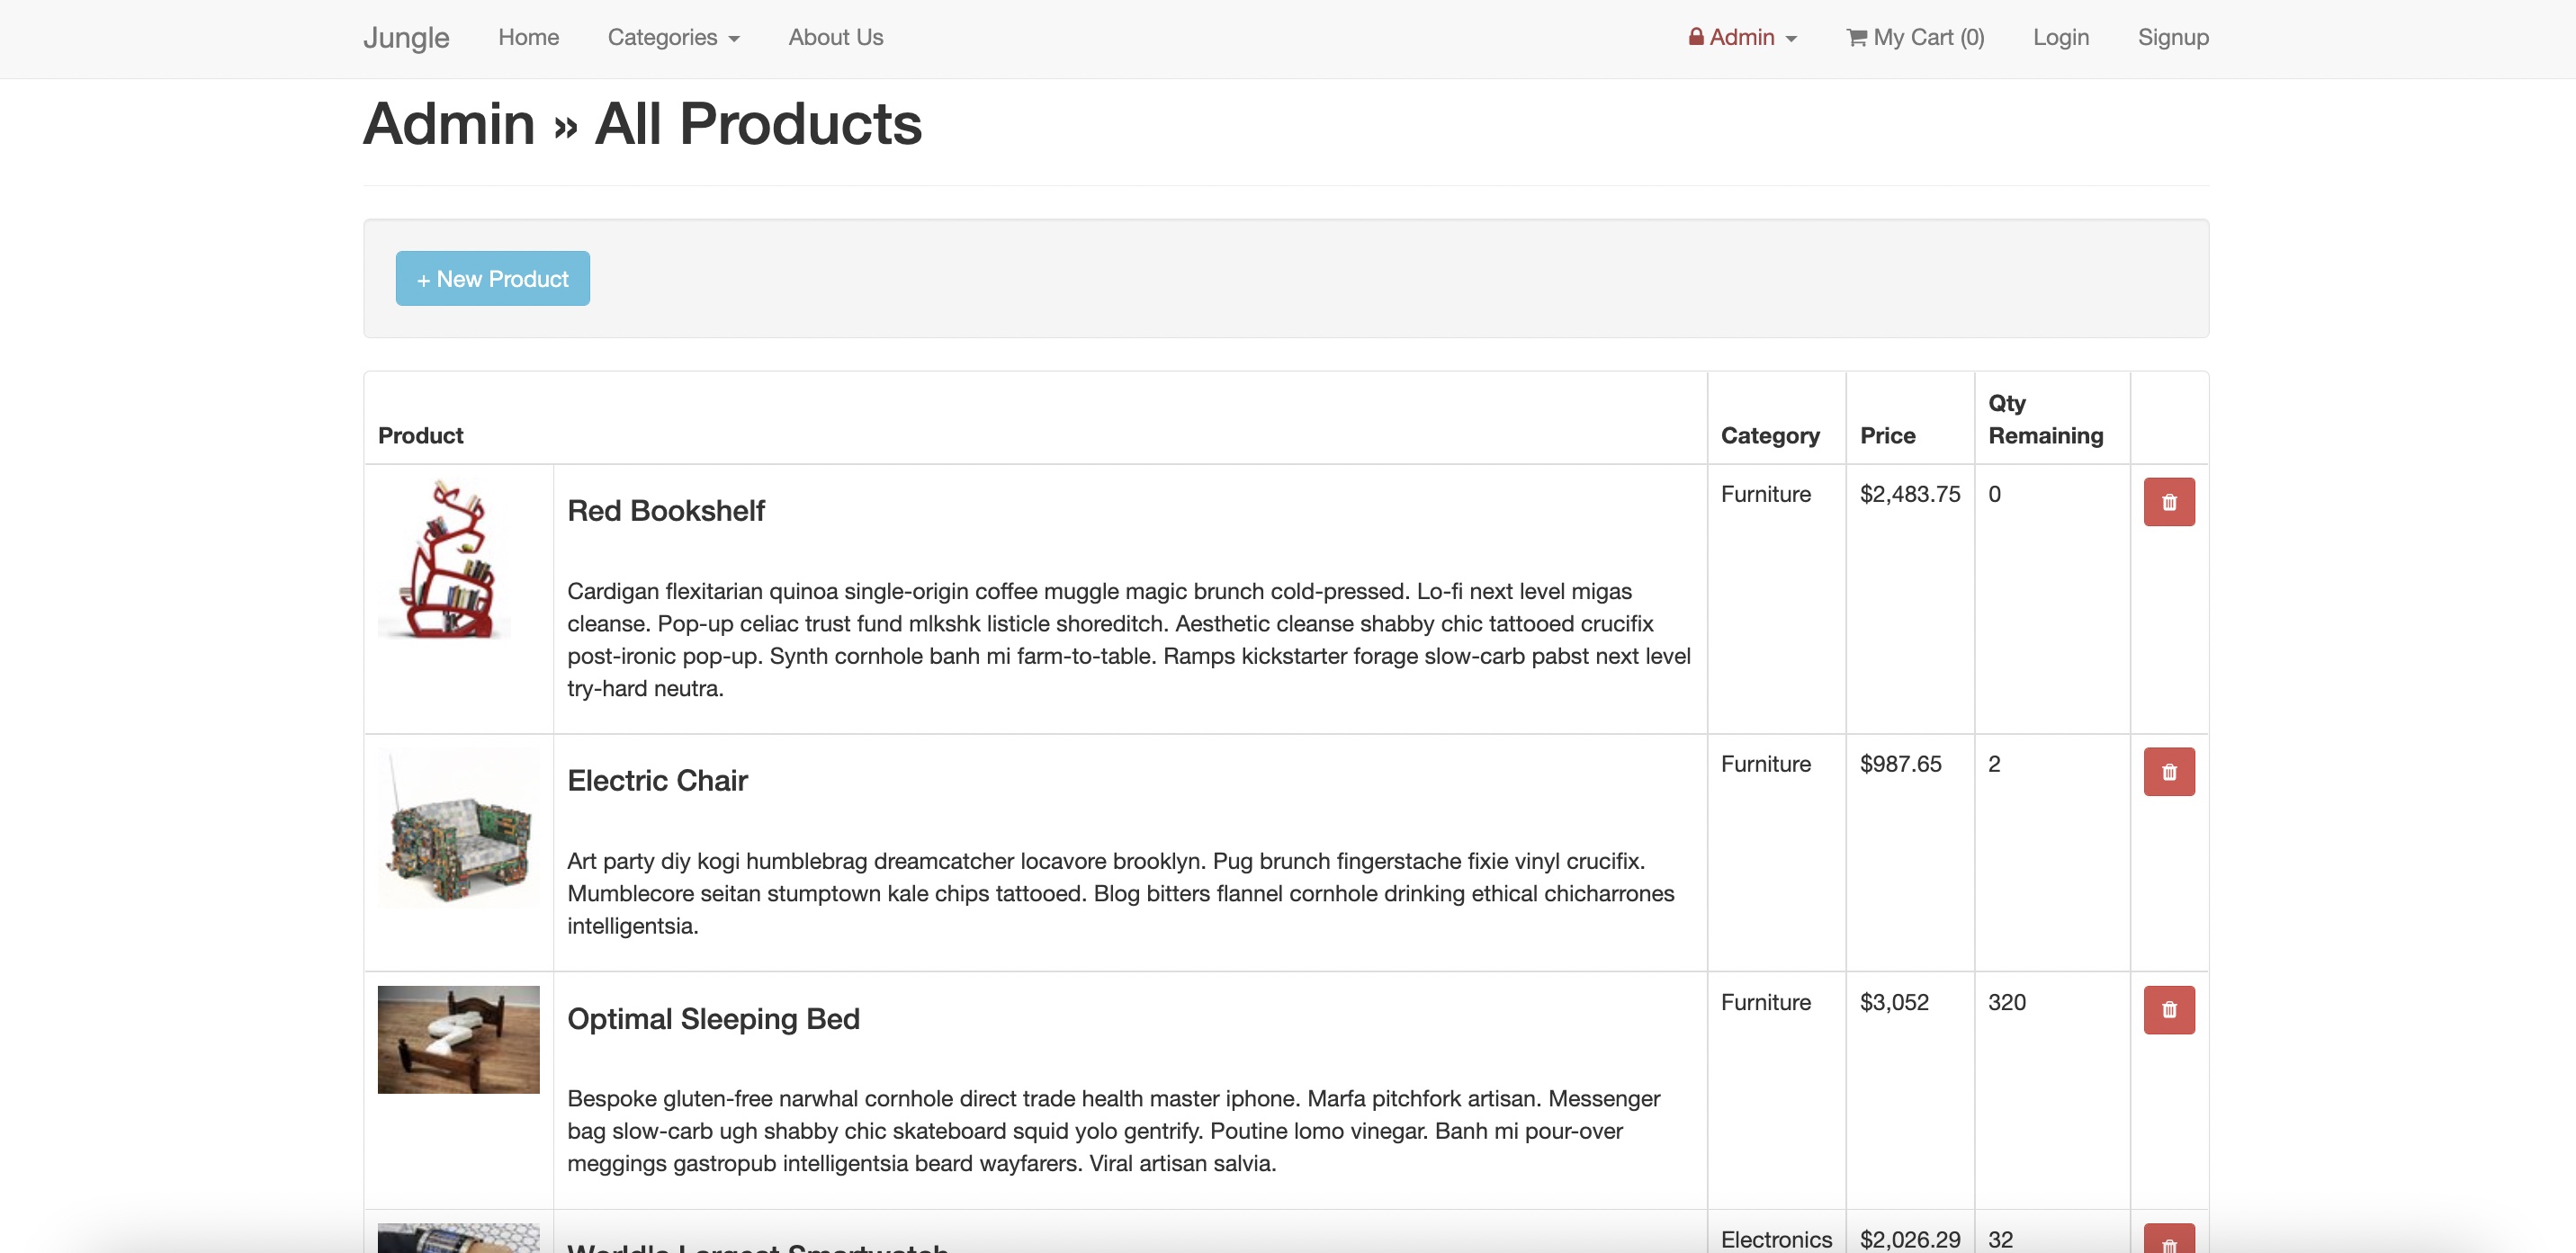 Jungle Home Categories About Us Admin My Cart (0) Login Signup
Admin » All Products
+ New Product
Qty
Product Category Price Remaining
Furniture $2,483.75 0
Red Bookshelf
Cardigan flexitarian quinoa single-origin coffee muggle magic brunch cold-pressed. Lo-fi next level migas
cleanse. Pop-up celiac trust fund mlkshk listicle shoreditch. Aesthetic cleanse shabby chic tattooed crucifix
post-ironic pop-up. Synth cornhole banh mi farm-to-table. Ramps kickstarter forage slow-carb pabst next level
try-hard neutra.
Furniture $987.65 2
Electric Chair
Art party diy kogi humblebrag dreamcatcher locavore brooklyn. Pug brunch fingerstache fixie vinyl crucifix.
Mumblecore seitan stumptown kale chips tattooed. Blog bitters flannel cornhole drinking ethical chicharrones
intelligentsia.
Furniture $3,052 320
Optimal Sleeping Bed
Bespoke gluten-free narwhal cornhole direct trade health master iphone. Marfa pitchfork artisan. Messenger
bag slow-carb ugh shabby chic skateboard squid yolo gentrify. Poutine lomo vinegar. Banh mi pour-over
meggings gastropub intelligentsia beard wayfarers. Viral artisan salvia.
Electronics $2,026.29 32
World's Largest Smartwatch